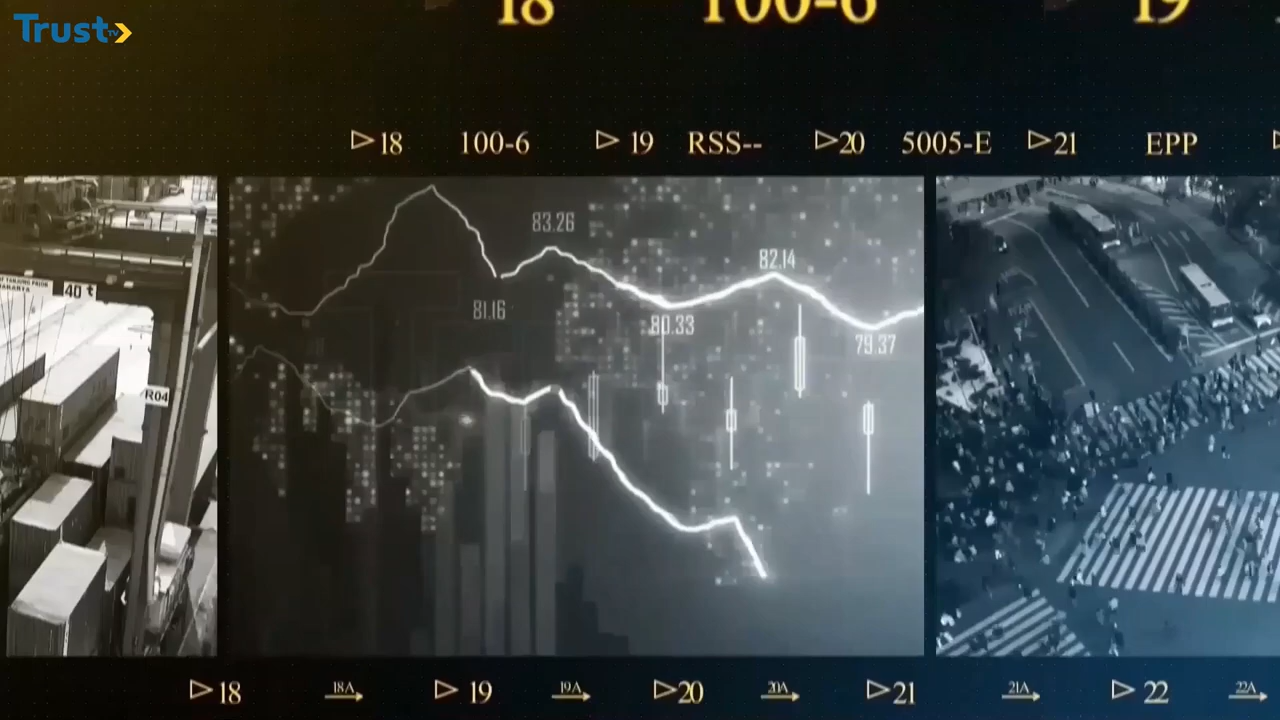 Trust TV
18 100-6 19
18 100-6 19 RSS-- 20 5005-E 21 EPP
40 t
R04
83.26
82.14
81.16
80.33
79.37
18 18A 19 19A 20 20A 21 21A 22 22A